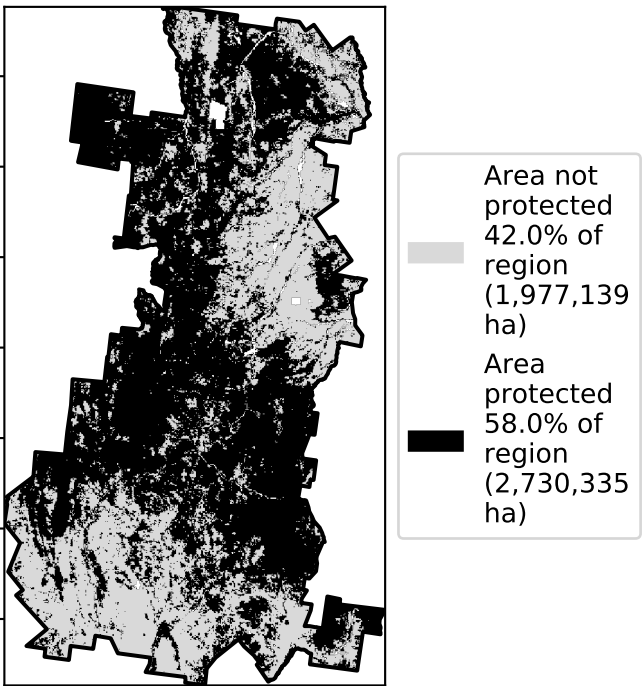 Area not
protected
42.0% of
region
(1,977,139
ha)
Area
protected
58.0% of
region
(2,730,335
ha)